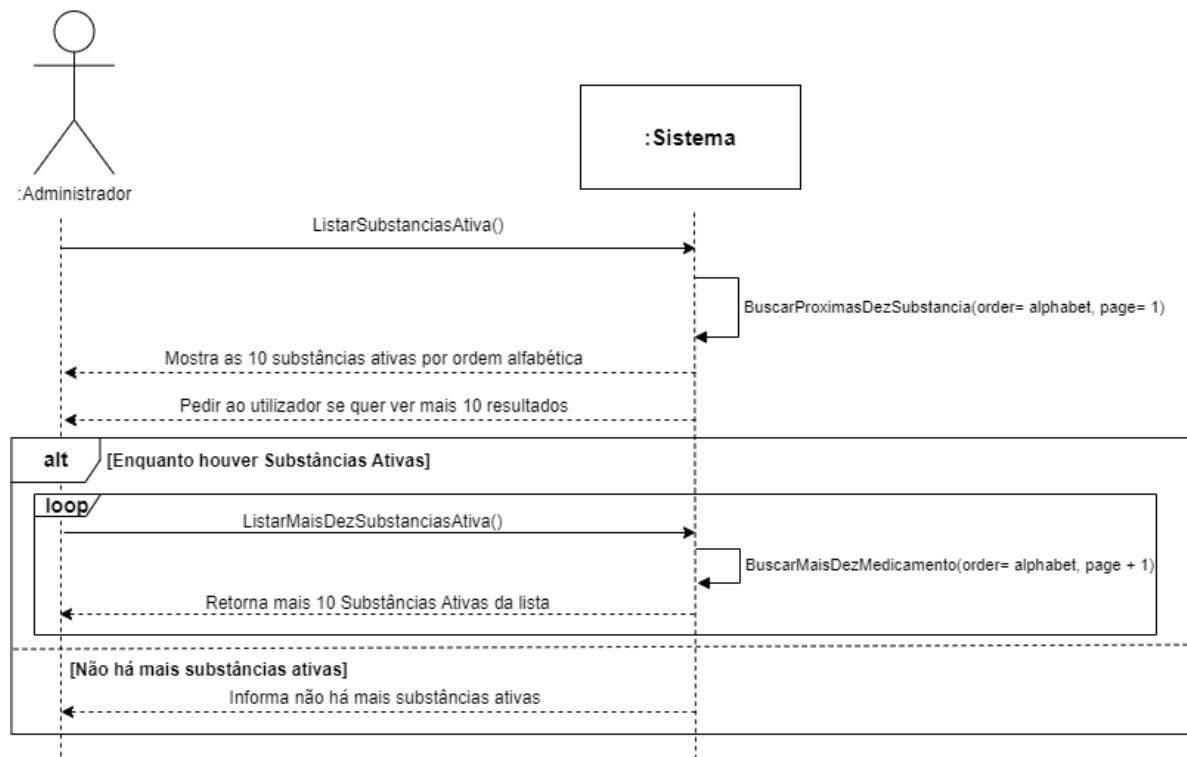 :Sistema
:Administrador
ListarSubstanciasAtiva()
BuscarProximasDezSubstancia(order= alphabet, page= 1)
Mostra as 10 substâncias ativas por ordem alfabética
Pedir ao utilizador se quer ver mais 10 resultados
alt
[Enquanto houver Substâncias Ativas]
loop
ListarMaisDezSubstanciasAtiva()
BuscarMaisDezMedicamento(order= alphabet, page + 1)
Retorna mais 10 Substâncias Ativas da lista
[Não há mais substâncias ativas]
Informa não há mais substâncias ativas